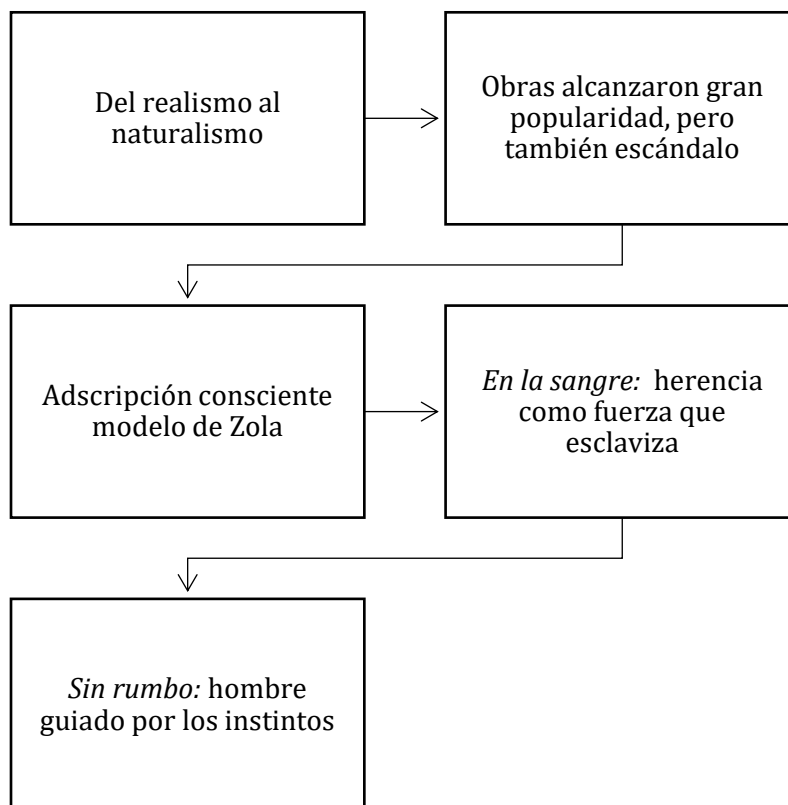 Del realismo al
naturalismo
Obras alcanzaron gran
popularidad, pero
también escándalo
Adscripción consciente
modelo de Zola
En la sangre: herencia
como fuerza que
esclaviza
Sin rumbo: hombre
guiado por los instintos